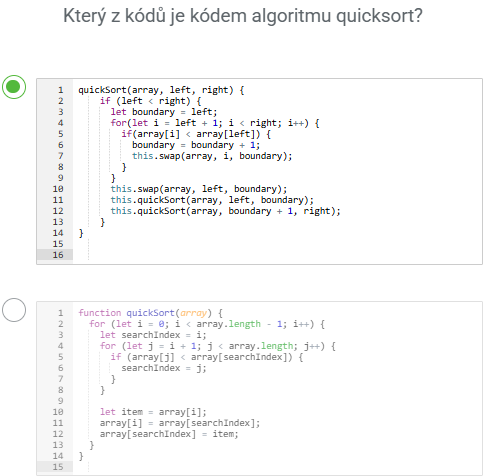 Který z kódů je kódem algoritmu quicksort?
1 quickSort(array, left, right) {
2 if (left < right) {
3 let boundary = left;
4 for(let i = left + 1; i < right; i++) {
5 if(array[i] < array[left]) {
6 boundary = boundary + 1;
7 this.swap(array, i, boundary);
8 }
9 }
10 this.swap(array, left, boundary);
11 this.quickSort(array, left, boundary);
12 this.quickSort(array, boundary + 1, right);
13 }
14 }
15
16
1 function quickSort(array) {
2 for (let i = 0; i < array.length - 1; i++) {
3 let searchIndex = i;
4 for (let j = i + 1; j < array.length; j++) {
5 if (array[j] < array[searchIndex]) {
6 searchIndex = j;
7 }
8 }
9
10 let item = array[i];
11 array[i] = array[searchIndex];
12 array[searchIndex] = item;
13 }
14 }
15